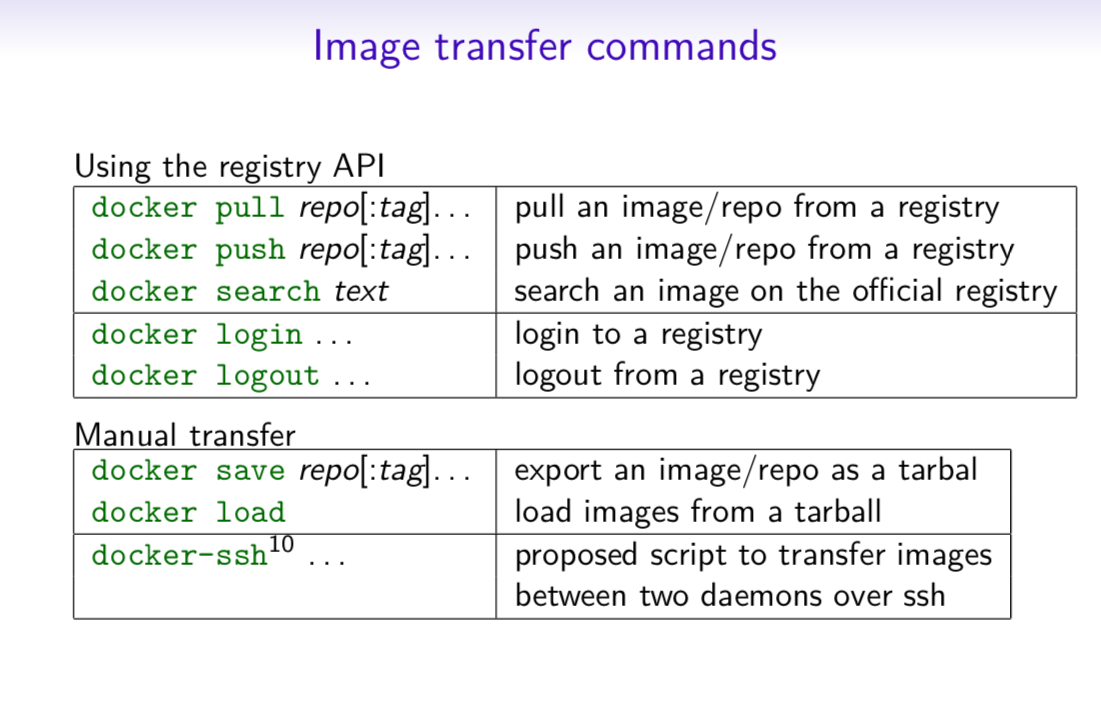 Image transfer commands
Using the registry API
docker pull repo[:tag]... pull an image/repo from a registry
docker push repo[:tag]... push an image/repo from a registry
docker search text search an image on the official registry
docker login ... login to a registry
docker logout ... logout from a registry
Manual transfer
docker save repo[:tag]... export an image/repo as a tarbal
docker load load images from a tarball
docker-ssh10 ... proposed script to transfer images
between two daemons over ssh